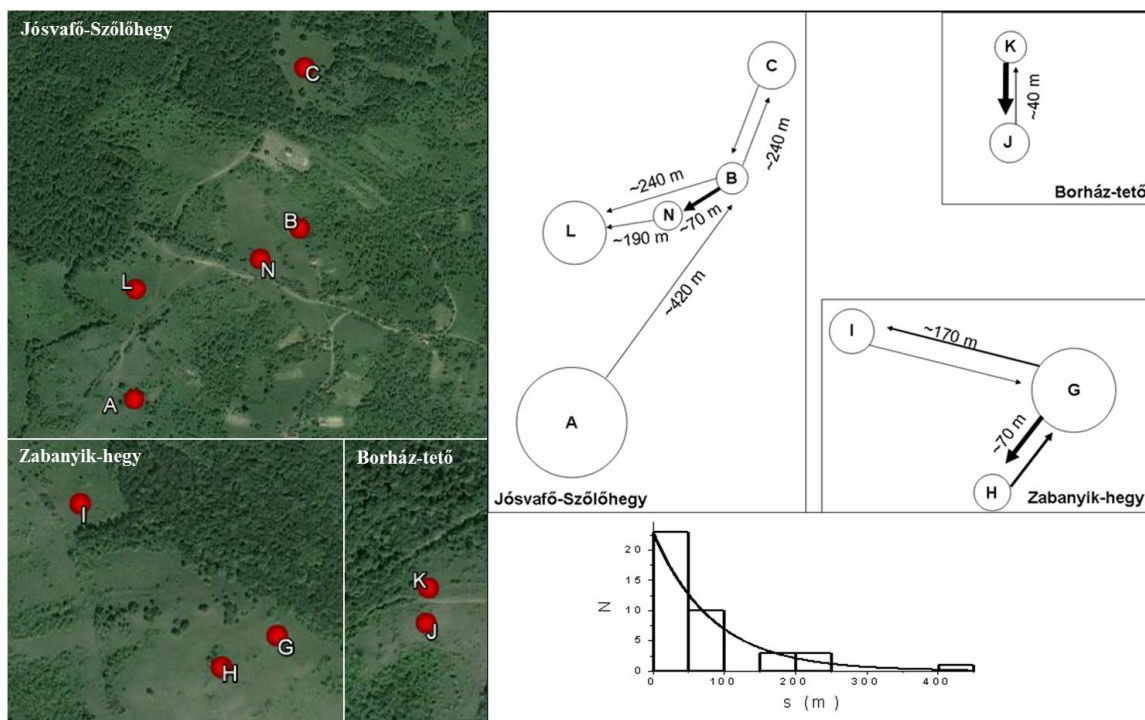 Jósvafő-Szőlőhegy
C
B
N
L
A
Zabanyik-hegy
I
G
H
Borház-tető
K
J
C
~240 m
B
~240 m
N
~70 m
L
~190 m
~420 m
A
Jósvafő-Szőlőhegy
K
~40 m
J
Borház-tető
I
~170 m
G
~70 m
H
Zabanyik-hegy
20
15
10
5
0
N
0 100 200 300 400
s (m)